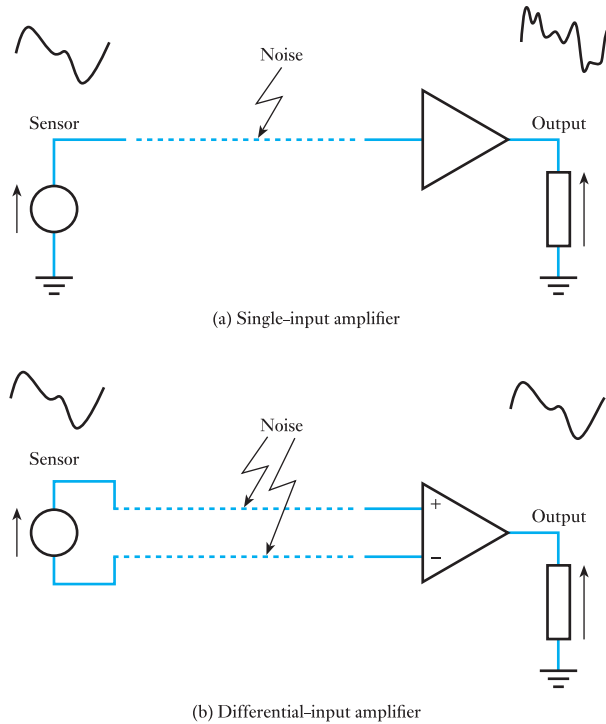 Noise
Sensor
Output
(a) Single–input amplifier
Noise
Sensor
+
Output
–
(b) Differential–input amplifier